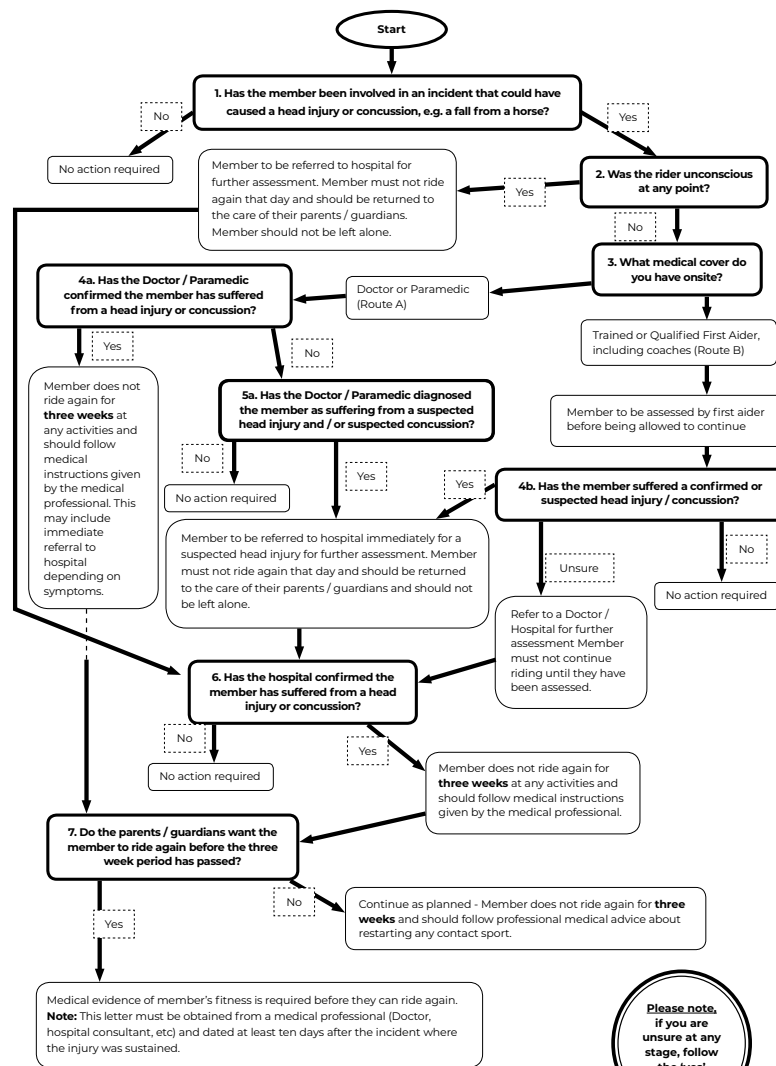 Start
1. Has the member been involved in an incident that could have
caused a head injury or concussion, e.g. a fall from a horse?
No
Yes
No action required
Member to be referred to hospital for
further assessment. Member must not ride
again that day and should be returned to
the care of their parents / guardians.
Member should not be left alone.
Yes
2. Was the rider unconscious
at any point?
No
3. What medical cover do
you have onsite?
4a. Has the Doctor / Paramedic
confirmed the member has suffered
from a head injury or concussion?
Doctor or Paramedic
(Route A)
Trained or Qualified First Aider,
including coaches (Route B)
Yes
No
Member does not
ride again for
three weeks at
any activities and
should follow
medical
instructions given
by the medical
professional. This
may include
immediate
referral to
hospital
depending on
symptoms.
5a. Has the Doctor / Paramedic diagnosed
the member as suffering from a suspected
head injury and / or suspected concussion?
Member to be assessed by first aider
before being allowed to continue
No
Yes
Yes
4b. Has the member suffered a confirmed or
suspected head injury / concussion?
No action required
Member to be referred to hospital immediately for a
suspected head injury for further assessment. Member
must not ride again that day and should be returned
to the care of their parents / guardians and should not
be left alone.
Unsure
No
No action required
Refer to a Doctor /
Hospital for further
assessment Member
must not continue
riding until they have
been assessed.
6. Has the hospital confirmed the
member has suffered from a head
injury or concussion?
No
Yes
No action required
Member does not ride again for
three weeks at any activities and
should follow medical instructions
given by the medical professional.
7. Do the parents / guardians want the
member to ride again before the three
week period has passed?
No
Yes
Continue as planned - Member does not ride again for three
weeks and should follow professional medical advice about
restarting any contact sport.
Medical evidence of member's fitness is required before they can ride again.
Note: This letter must be obtained from a medical professional (Doctor,
hospital consultant, etc) and dated at least ten days after the incident where
the injury was sustained.
Please note,
if you are
unsure at any
stage, follow
the 'yes'